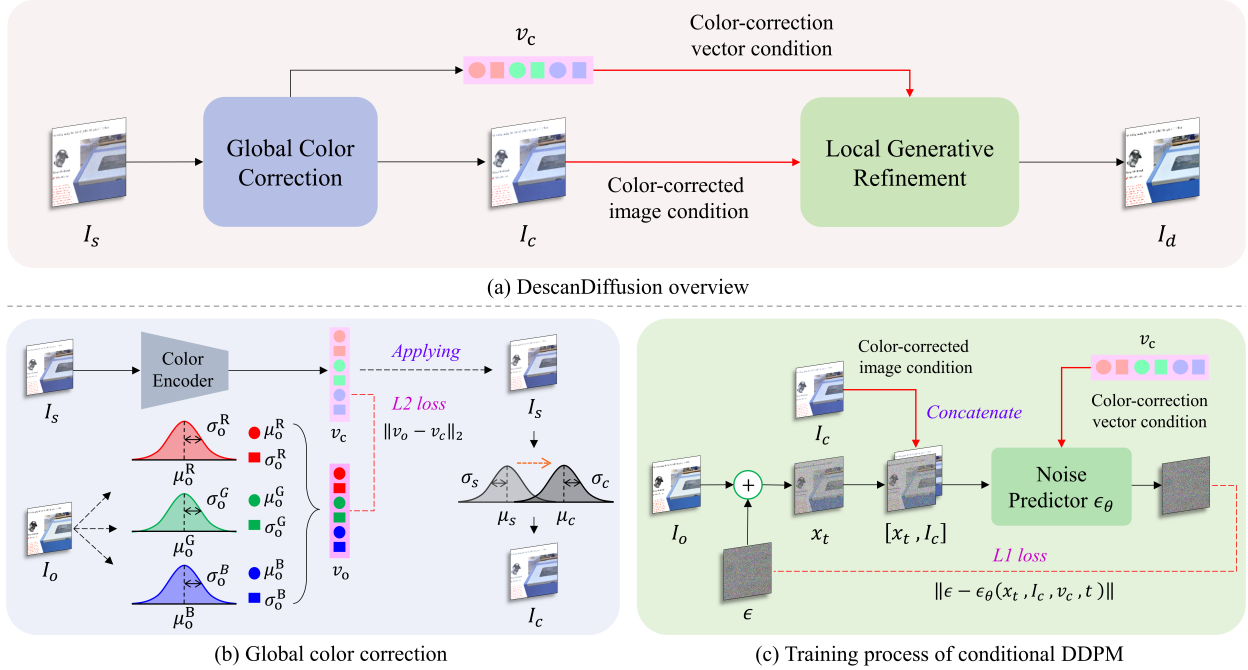 Color-correction
vector condition
v_c
Global Color
Correction
Local Generative
Refinement
Color-corrected
image condition
I_s
I_c
I_d
(a) DescanDiffusion overview
Color
Encoder
Applying
I_s
v_c
I_s
L2 loss
‖v_o − v_c‖_2
σ_o^R
μ_o^R
μ_o^R
σ_o^R
σ_o^G
μ_o^G
μ_o^G
σ_o^G
σ_o^B
μ_o^B
μ_o^B
σ_o^B
I_o
v_o
σ_s
σ_c
μ_s
μ_c
I_c
(b) Global color correction
Color-corrected
image condition
v_c
I_c
Concatenate
Color-correction
vector condition
Noise
Predictor ϵ_θ
+
I_o
x_t
[x_t , I_c]
L1 loss
ϵ
‖ϵ − ϵ_θ(x_t , I_c , v_c , t )‖
(c) Training process of conditional DDPM